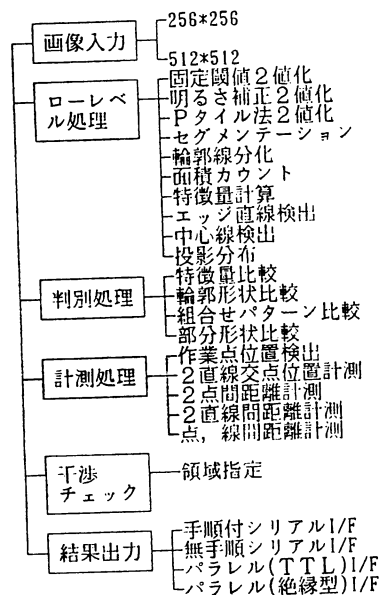 画像入力
256*256
512*512
ローレベ
ル処理
固定閾値2値化
明るさ補正2値化
Pタイル法2値化
セグメンテーション
輪郭線分化
面積カウント
特徴量計算
エッジ直線検出
中心線検出
投影分布
判別処理
特徴量比較
輪郭形状比較
組合せパターン比較
部分形状比較
計測処理
作業点位置検出
2直線交点位置計測
2点間距離計測
2直線間距離計測
点,線間距離計測
干渉
チェック
領域指定
結果出力
手順付シリアルI/F
無手順シリアルI/F
パラレル(TTL)I/F
パラレル(絶縁型)I/F